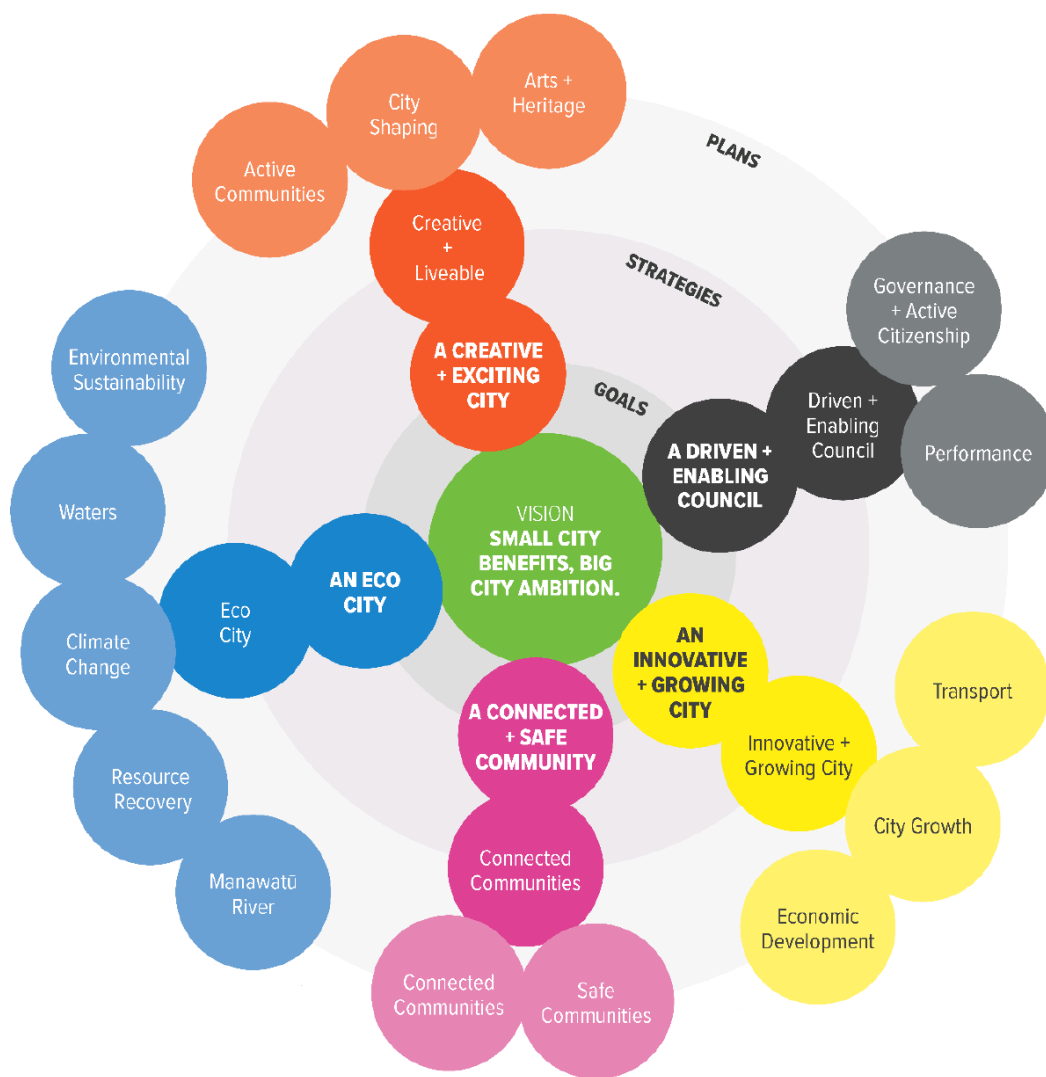 Arts +
Heritage
City
Shaping
Active
Communities
PLANS
Creative
+
Liveable
STRATEGIES
Governance
+ Active
Citizenship
Environmental
Sustainability
A CREATIVE
+ EXCITING
CITY
GOALS
Driven +
Enabling
Council
A DRIVEN +
ENABLING
COUNCIL
Performance
Waters
VISION
SMALL CITY
BENEFITS, BIG
CITY AMBITION.
AN ECO
CITY
Eco
City
Climate
Change
AN
INNOVATIVE
+ GROWING
CITY
Transport
A CONNECTED
+ SAFE
COMMUNITY
Innovative +
Growing City
Resource
Recovery
City Growth
Connected
Communities
Manawatū
River
Economic
Development
Connected
Communities
Safe
Communities